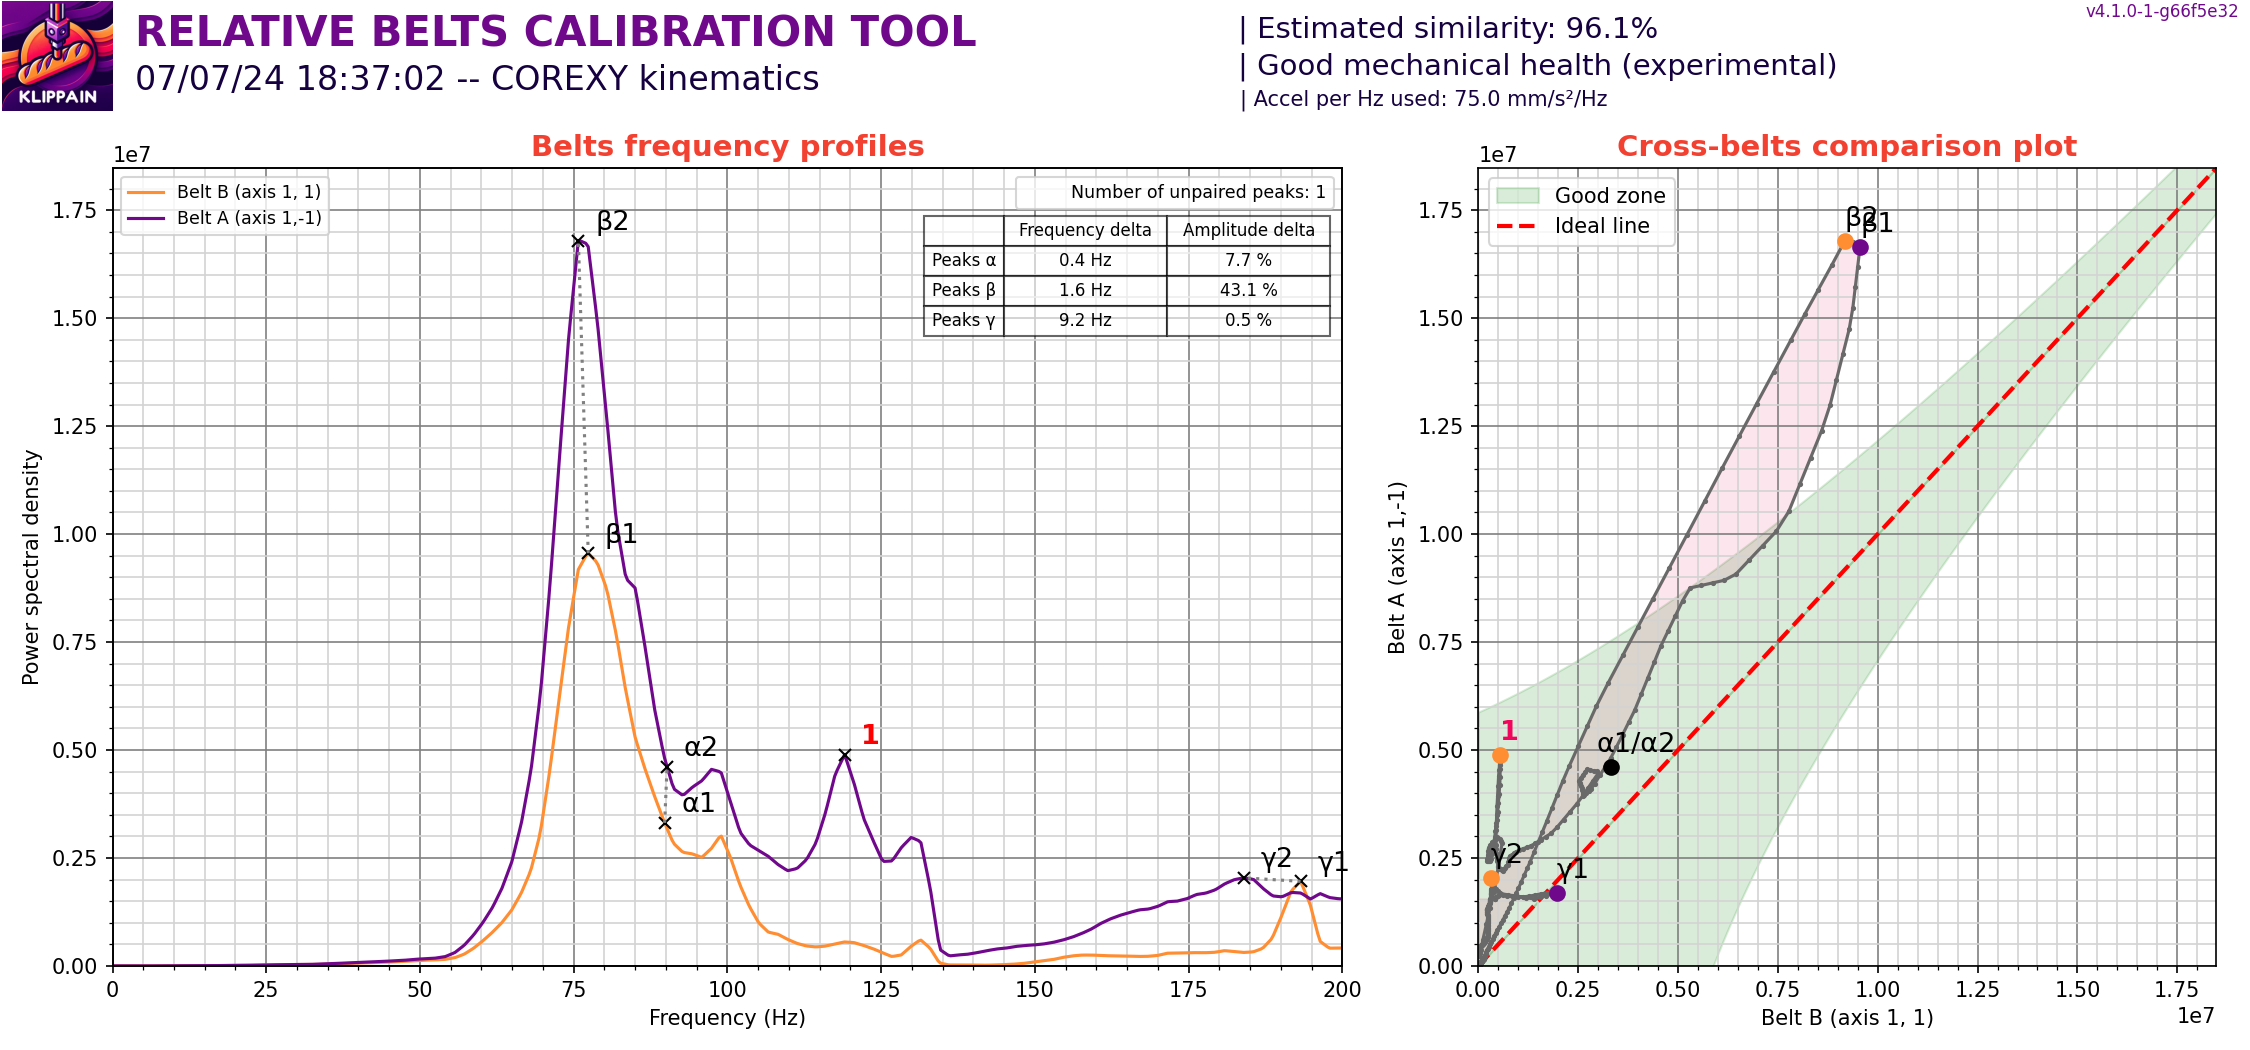 KLIPPAIN
RELATIVE BELTS CALIBRATION TOOL
07/07/24 18:37:02 -- COREXY kinematics
| Estimated similarity: 96.1%
| Good mechanical health (experimental)
| Accel per Hz used: 75.0 mm/s²/Hz
v4.1.0-1-g66f5e32
Belts frequency profiles
1e7
Belt B (axis 1, 1)
Belt A (axis 1,-1)
Number of unpaired peaks: 1
Frequency delta Amplitude delta
Peaks α 0.4 Hz 7.7 %
Peaks β 1.6 Hz 43.1 %
Peaks γ 9.2 Hz 0.5 %
β2
β1
α2
α1
1
γ2
γ1
1.75
1.50
1.25
1.00
0.75
0.50
0.25
0.00
Power spectral density
0 25 50 75 100 125 150 175 200
Frequency (Hz)
Cross-belts comparison plot
1e7
Good zone
Ideal line
β2
β1
1
α1/α2
γ2
γ1
1.75
1.50
1.25
1.00
0.75
0.50
0.25
0.00
Belt A (axis 1,-1)
0.00 0.25 0.50 0.75 1.00 1.25 1.50 1.75
1e7
Belt B (axis 1, 1)